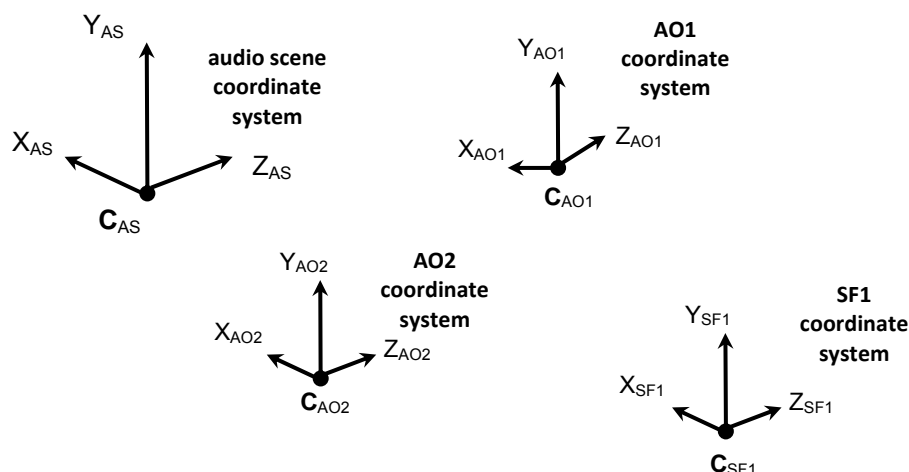 Y_AS
audio scene
coordinate
system
X_AS
Z_AS
C_AS
AO1
coordinate
system
Y_AO1
X_AO1
Z_AO1
C_AO1
AO2
coordinate
system
Y_AO2
X_AO2
Z_AO2
C_AO2
SF1
coordinate
system
Y_SF1
X_SF1
Z_SF1
C_SF1